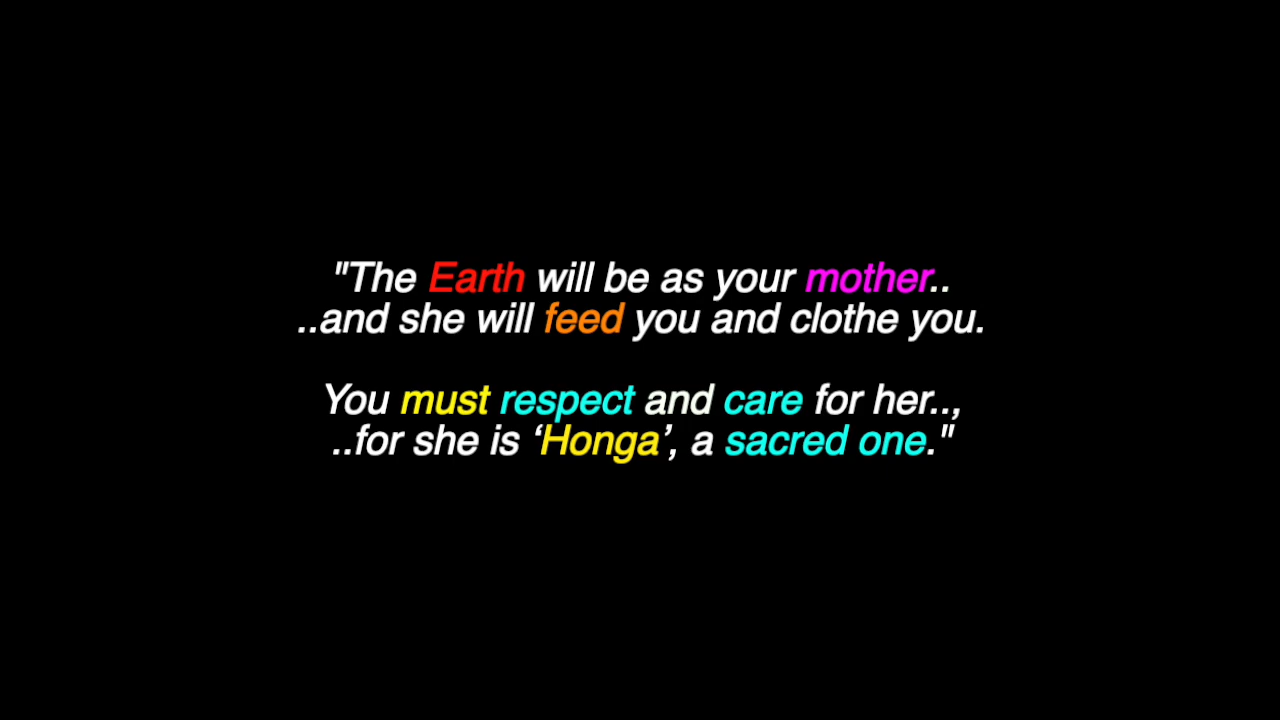 "The Earth will be as your mother..
..and she will feed you and clothe you.
You must respect and care for her..,
..for she is ‘Honga’, a sacred one."